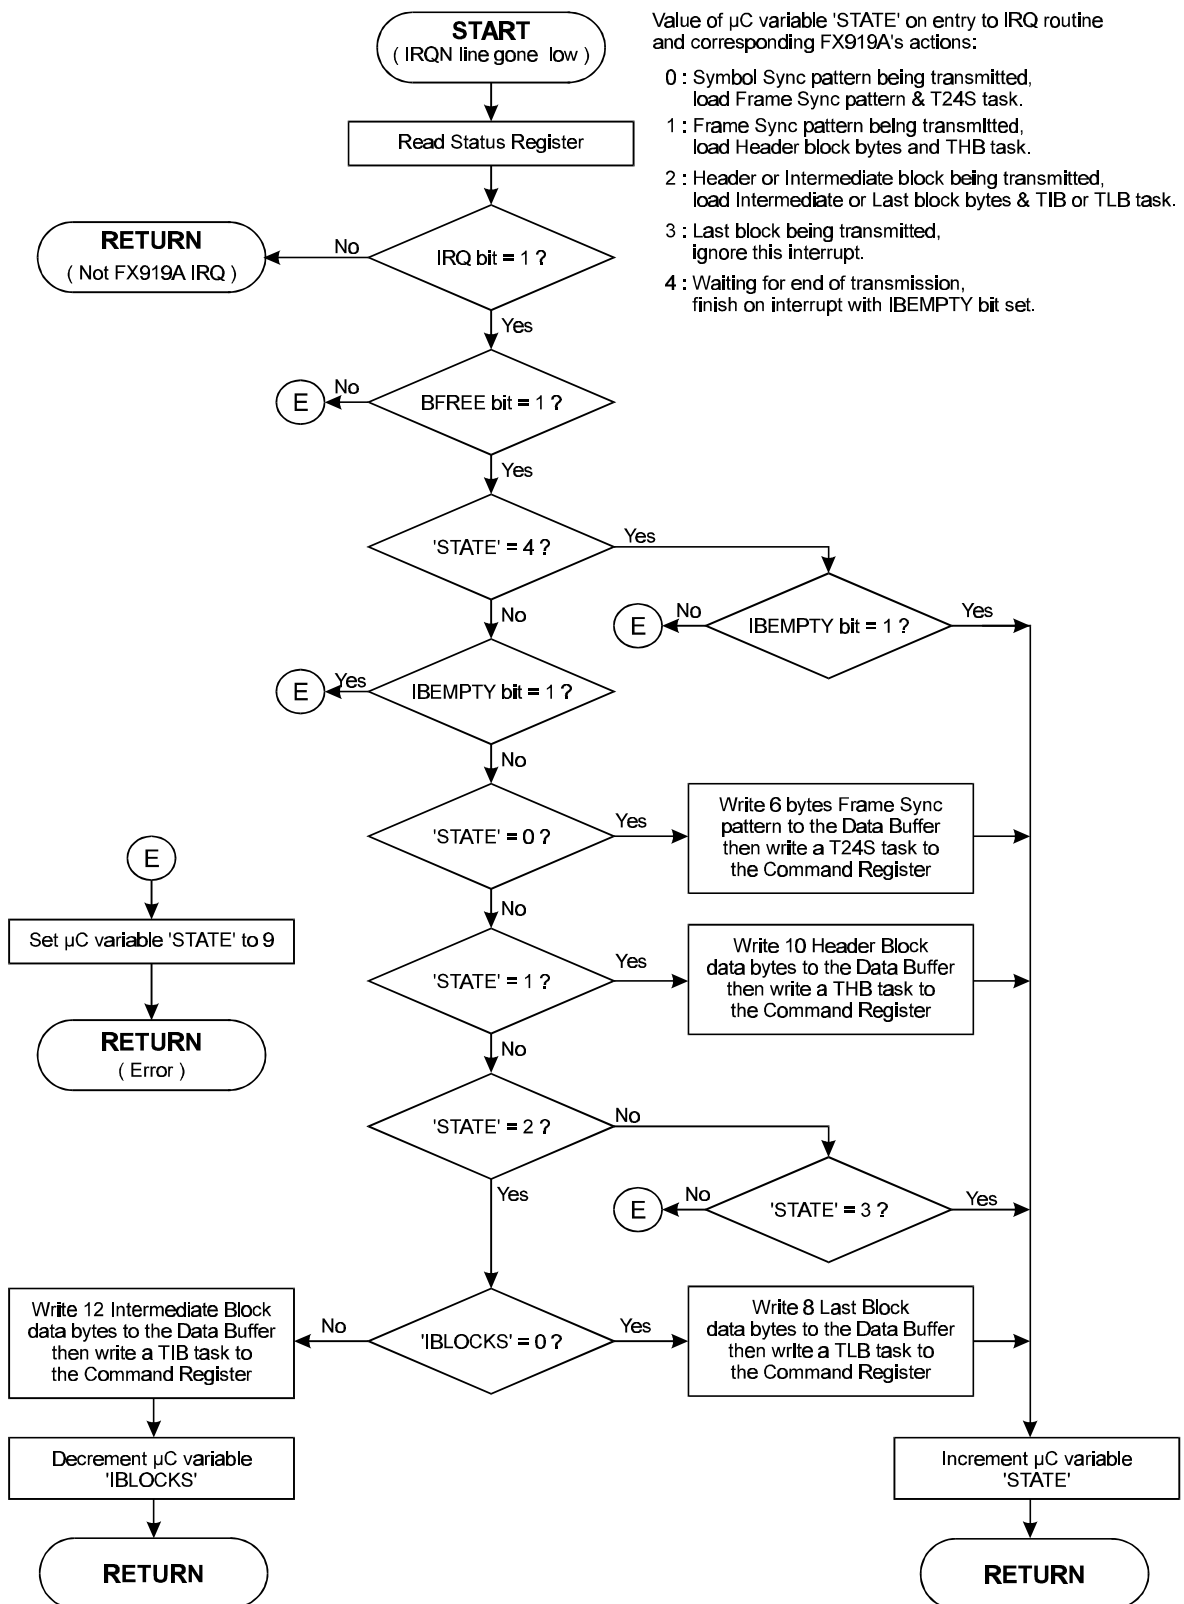 START
( IRQN line gone low )
Value of µC variable 'STATE' on entry to IRQ routine
and corresponding FX919A's actions:
0 : Symbol Sync pattern being transmitted,
load Frame Sync pattern & T24S task.
1 : Frame Sync pattern being transmitted,
load Header block bytes and THB task.
2 : Header or Intermediate block being transmitted,
load Intermediate or Last block bytes & TIB or TLB task.
3 : Last block being transmitted,
ignore this interrupt.
4 : Waiting for end of transmission,
finish on interrupt with IBEMPTY bit set.
Read Status Register
IRQ bit = 1 ?
No
RETURN
( Not FX919A IRQ )
Yes
BFREE bit = 1 ?
No
E
Yes
'STATE' = 4 ?
Yes
No
IBEMPTY bit = 1 ?
No
E
Yes
IBEMPTY bit = 1 ?
Yes
E
No
'STATE' = 0 ?
Yes
Write 6 bytes Frame Sync
pattern to the Data Buffer
then write a T24S task to
the Command Register
No
E
Set µC variable 'STATE' to 9
RETURN
( Error )
'STATE' = 1 ?
Yes
Write 10 Header Block
data bytes to the Data Buffer
then write a THB task to
the Command Register
No
'STATE' = 2 ?
No
Yes
'STATE' = 3 ?
No
E
Yes
'IBLOCKS' = 0 ?
No
Write 12 Intermediate Block
data bytes to the Data Buffer
then write a TIB task to
the Command Register
Yes
Write 8 Last Block
data bytes to the Data Buffer
then write a TLB task to
the Command Register
Decrement µC variable
'IBLOCKS'
RETURN
Increment µC variable
'STATE'
RETURN